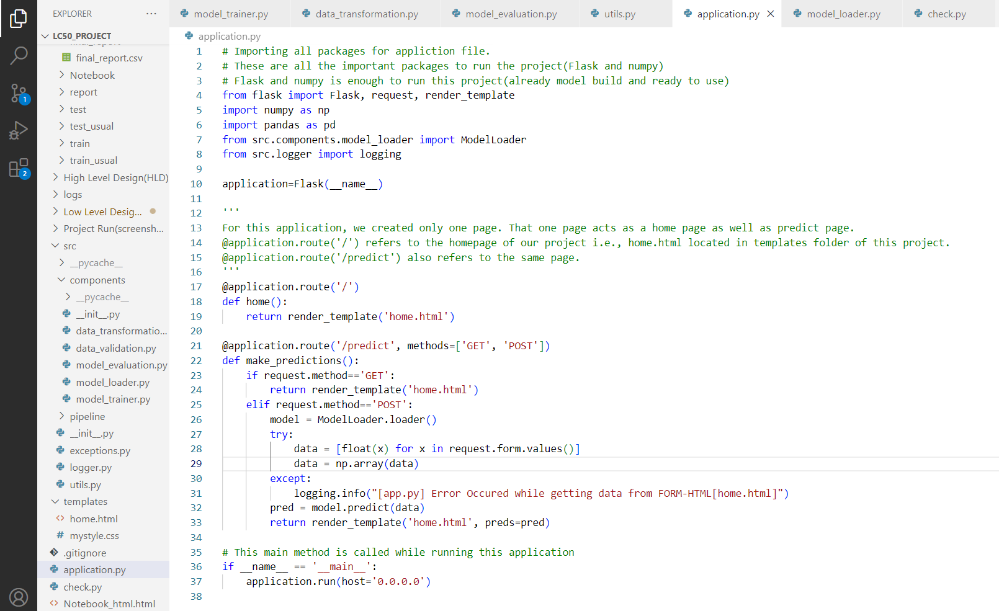 EXPLORER
LC50_PROJECT
final_report.csv
Notebook
report
test
test_usual
train
train_usual
High Level Design(HLD)
logs
Low Level Desig...
Project Run(screensh...
src
__pycache__
components
__pycache__
__init__.py
data_transformatio...
data_validation.py
model_evaluation.py
model_loader.py
model_trainer.py
pipeline
__init__.py
exceptions.py
logger.py
utils.py
templates
home.html
mystyle.css
.gitignore
application.py
check.py
Notebook_html.html
1
2
model_trainer.py
data_transformation.py
model_evaluation.py
utils.py
application.py
model_loader.py
check.py
application.py
1 # Importing all packages for appliction file.
2 # These are all the important packages to run the project(Flask and numpy)
3 # Flask and numpy is enough to run this project(already model build and ready to use)
4 from flask import Flask, request, render_template
5 import numpy as np
6 import pandas as pd
7 from src.components.model_loader import ModelLoader
8 from src.logger import logging
9
10 application=Flask(__name__)
11
12 '''
13 For this application, we created only one page. That one page acts as a home page as well as predict page.
14 @application.route('/') refers to the homepage of our project i.e., home.html located in templates folder of this project.
15 @application.route('/predict') also refers to the same page.
16 '''
17 @application.route('/')
18 def home():
19     return render_template('home.html')
20
21 @application.route('/predict', methods=['GET', 'POST'])
22 def make_predictions():
23     if request.method=='GET':
24         return render_template('home.html')
25     elif request.method=='POST':
26         model = ModelLoader.loader()
27         try:
28             data = [float(x) for x in request.form.values()]
29             data = np.array(data)
30         except:
31             logging.info("[app.py] Error Occured while getting data from FORM-HTML[home.html]")
32         pred = model.predict(data)
33         return render_template('home.html', preds=pred)
34
35 # This main method is called while running this application
36 if __name__ == '__main__':
37     application.run(host='0.0.0.0')
38